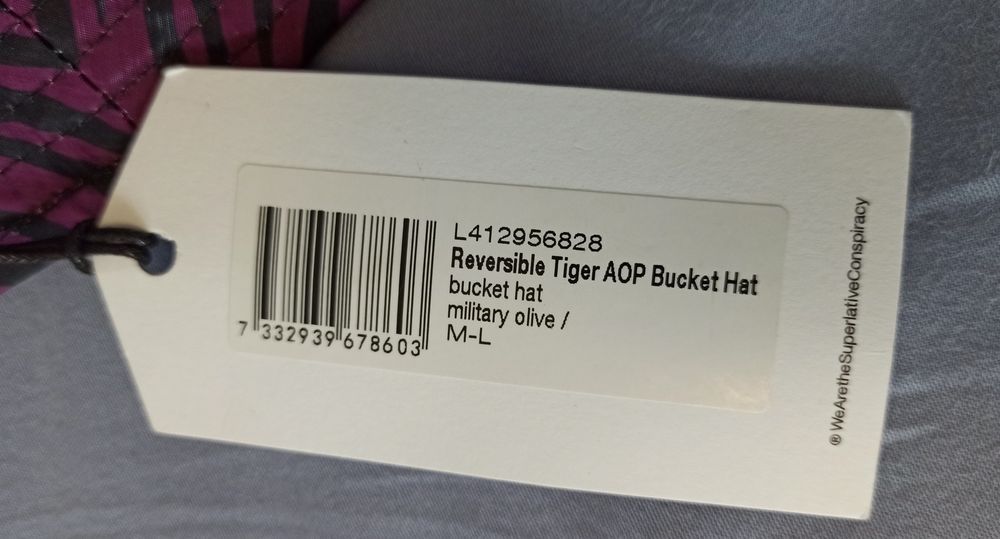 L412956828
Reversible Tiger AOP Bucket Hat
bucket hat
military olive /
M-L
7 332939 678603
® WeAretheSuperlativeConspiracy